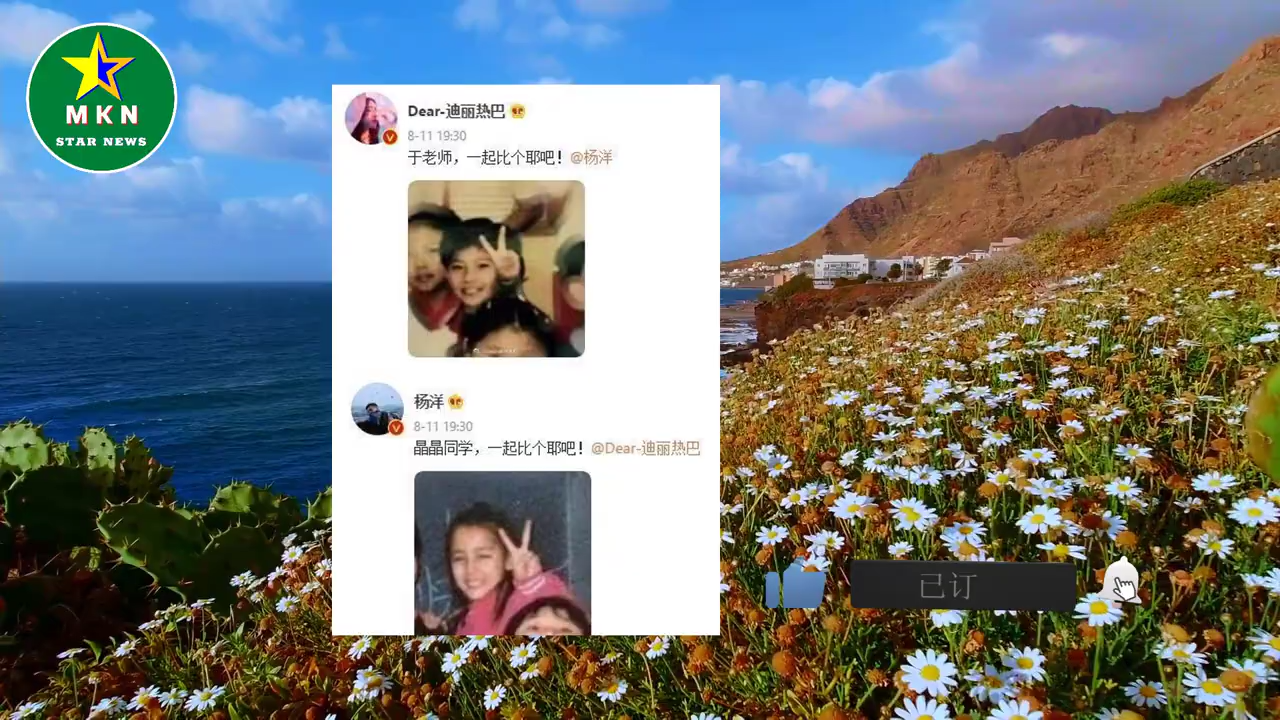 MKN
STAR NEWS
Dear-迪丽热巴
8-11 19:30
于老师，一起比个耶吧！@杨洋
杨洋
8-11 19:30
晶晶同学，一起比个耶吧！@Dear-迪丽热巴
已订